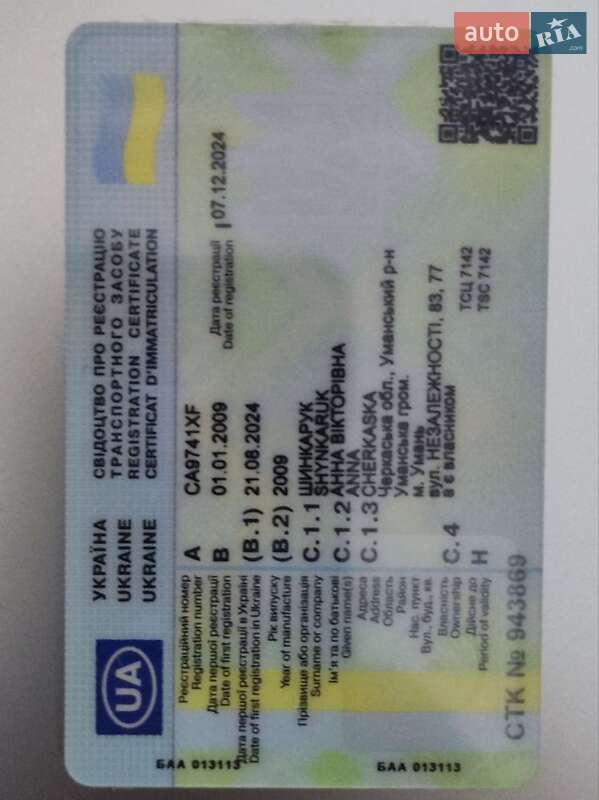 auto RIA.com
УКРАЇНА
UKRAINE
UKRAINE
СВІДОЦТВО ПРО РЕЄСТРАЦІЮ
ТРАНСПОРТНОГО ЗАСОБУ
REGISTRATION CERTIFICATE
CERTIFICAT D'IMMATRICULATION
UA
Реєстраційний номер
Registration number
A CA9741XF
Дата першої реєстрації
Date of first registration
B 01.01.2009
Дата реєстрації
Date of registration
I 07.12.2024
Дата першої реєстрації в Україні
Date of first registration in Ukraine
(B.1) 21.08.2024
Рік випуску
Year of manufacture
(B.2) 2009
Прізвище або організація
Surname or company
C.1.1 ШИНКАРУК
SHYNKARUK
Ім'я та по батькові
Given name(s)
C.1.2 АННА ВІКТОРІВНА
ANNA
Адреса
Address
C.1.3 CHERKASKA
Область
Черкаська обл., Уманський р-н
Район
Уманська гром.
Нас. пункт
м. Умань
Вул., буд., кв.
вул. НЕЗАЛЕЖНОСТІ, 83, 77
Власність
Ownership
C.4 а є власником
Дійсне до
Period of validity
H
ТСЦ 7142
TSC 7142
СТК № 943869
БАА 013113
БАА 013113